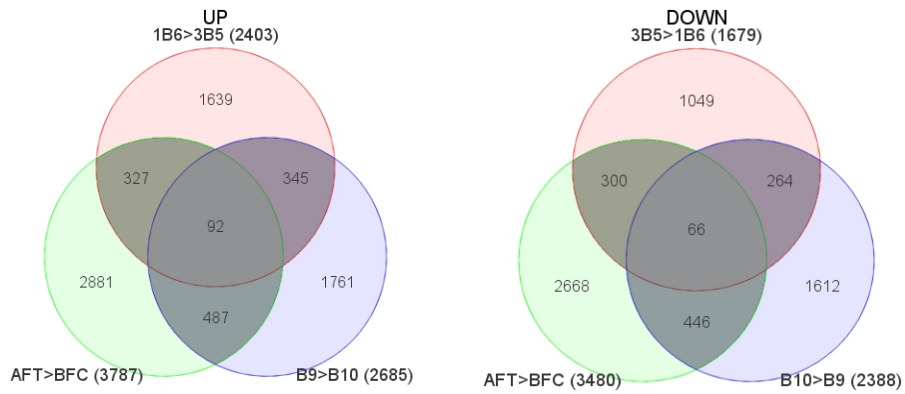 UP
1B6>3B5 (2403)
1639
327
345
92
2881
1761
487
AFT>BFC (3787)
B9>B10 (2685)
DOWN
3B5>1B6 (1679)
1049
300
264
66
2668
1612
446
AFT>BFC (3480)
B10>B9 (2388)